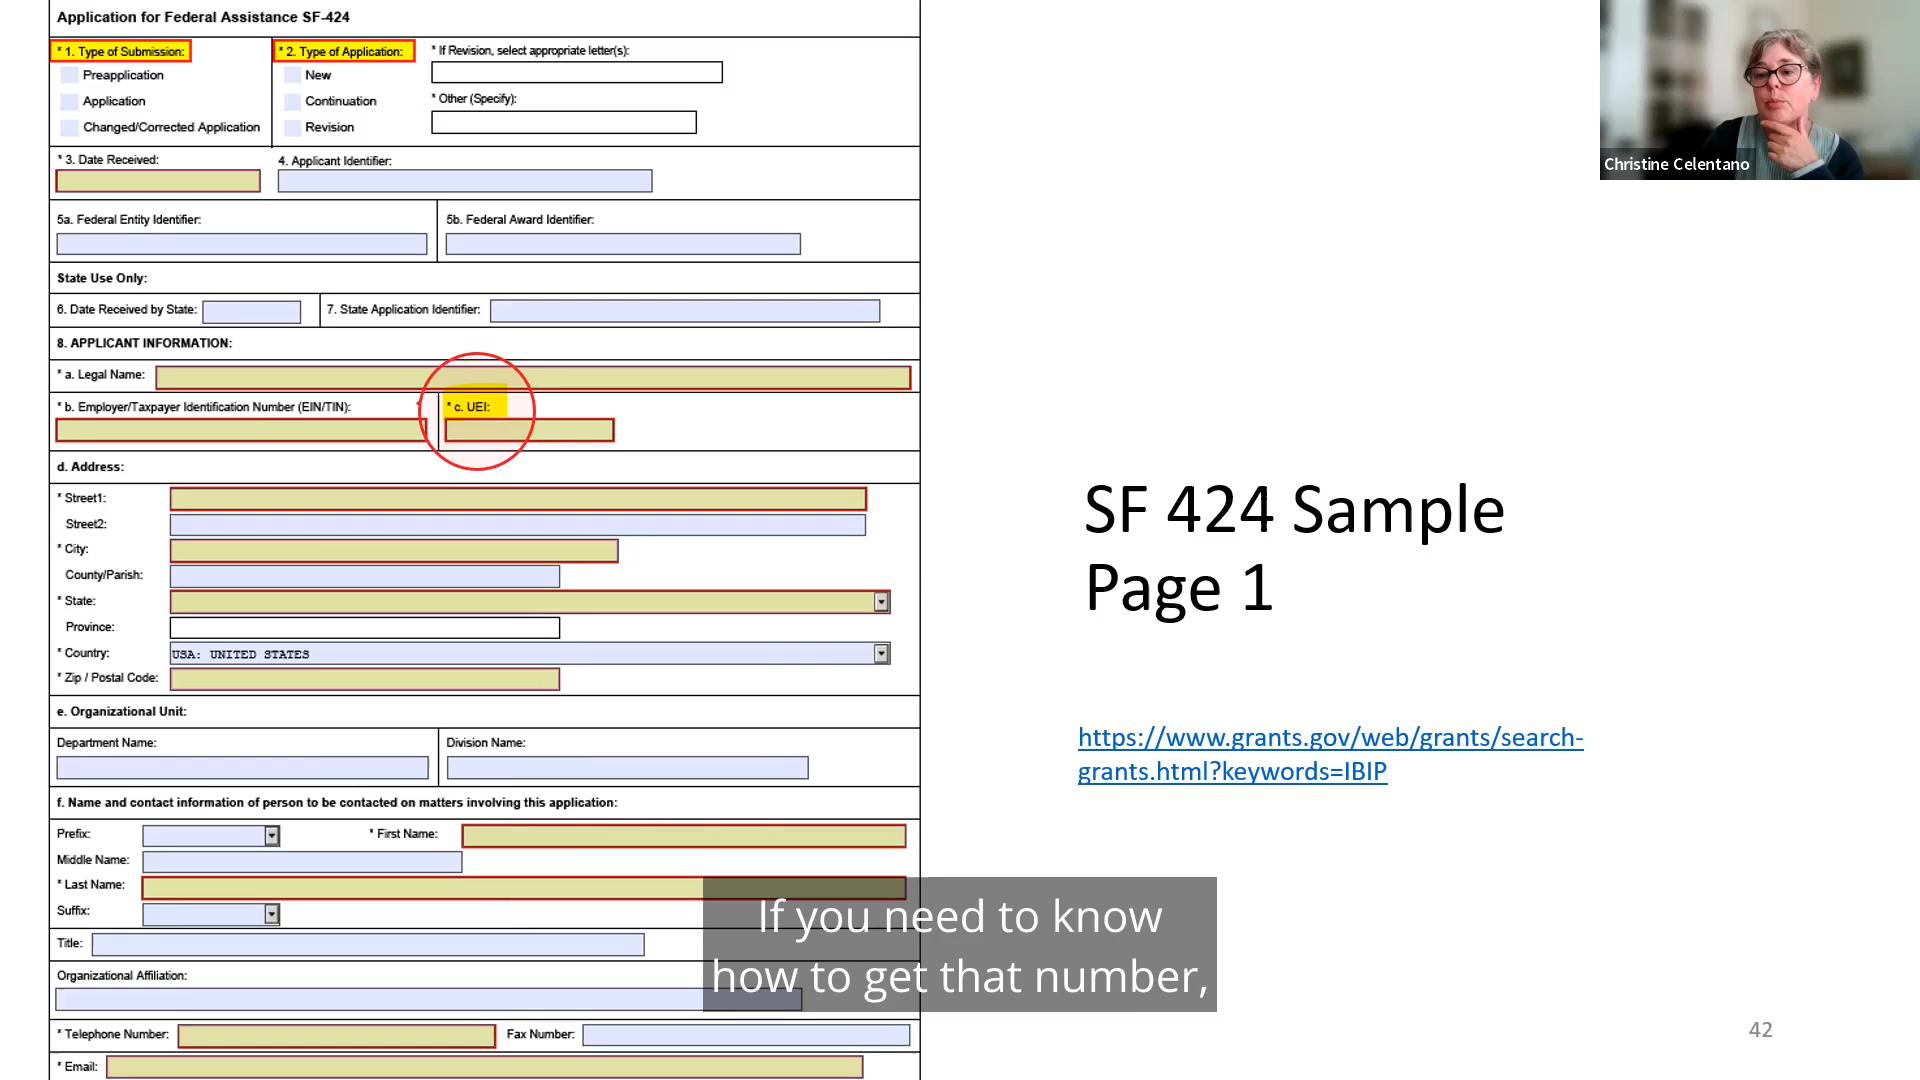 Application for Federal Assistance SF-424
* 1. Type of Submission:
Preapplication
Application
Changed/Corrected Application
* 2. Type of Application:
New
Continuation
Revision
* If Revision, select appropriate letter(s):
* Other (Specify):
* 3. Date Received:
4. Applicant Identifier:
5a. Federal Entity Identifier:
5b. Federal Award Identifier:
State Use Only:
6. Date Received by State:
7. State Application Identifier:
8. APPLICANT INFORMATION:
* a. Legal Name:
* b. Employer/Taxpayer Identification Number (EIN/TIN):
* c. UEI:
d. Address:
* Street1:
Street2:
* City:
County/Parish:
* State:
Province:
* Country:
USA: UNITED STATES
* Zip / Postal Code:
e. Organizational Unit:
Department Name:
Division Name:
f. Name and contact information of person to be contacted on matters involving this application:
Prefix:
* First Name:
Middle Name:
* Last Name:
Suffix:
Title:
Organizational Affiliation:
* Telephone Number:
Fax Number:
* Email:
Christine Celentano
SF 424 Sample
Page 1
https://www.grants.gov/web/grants/search-
grants.html?keywords=IBIP
If you need to know
how to get that number,
42